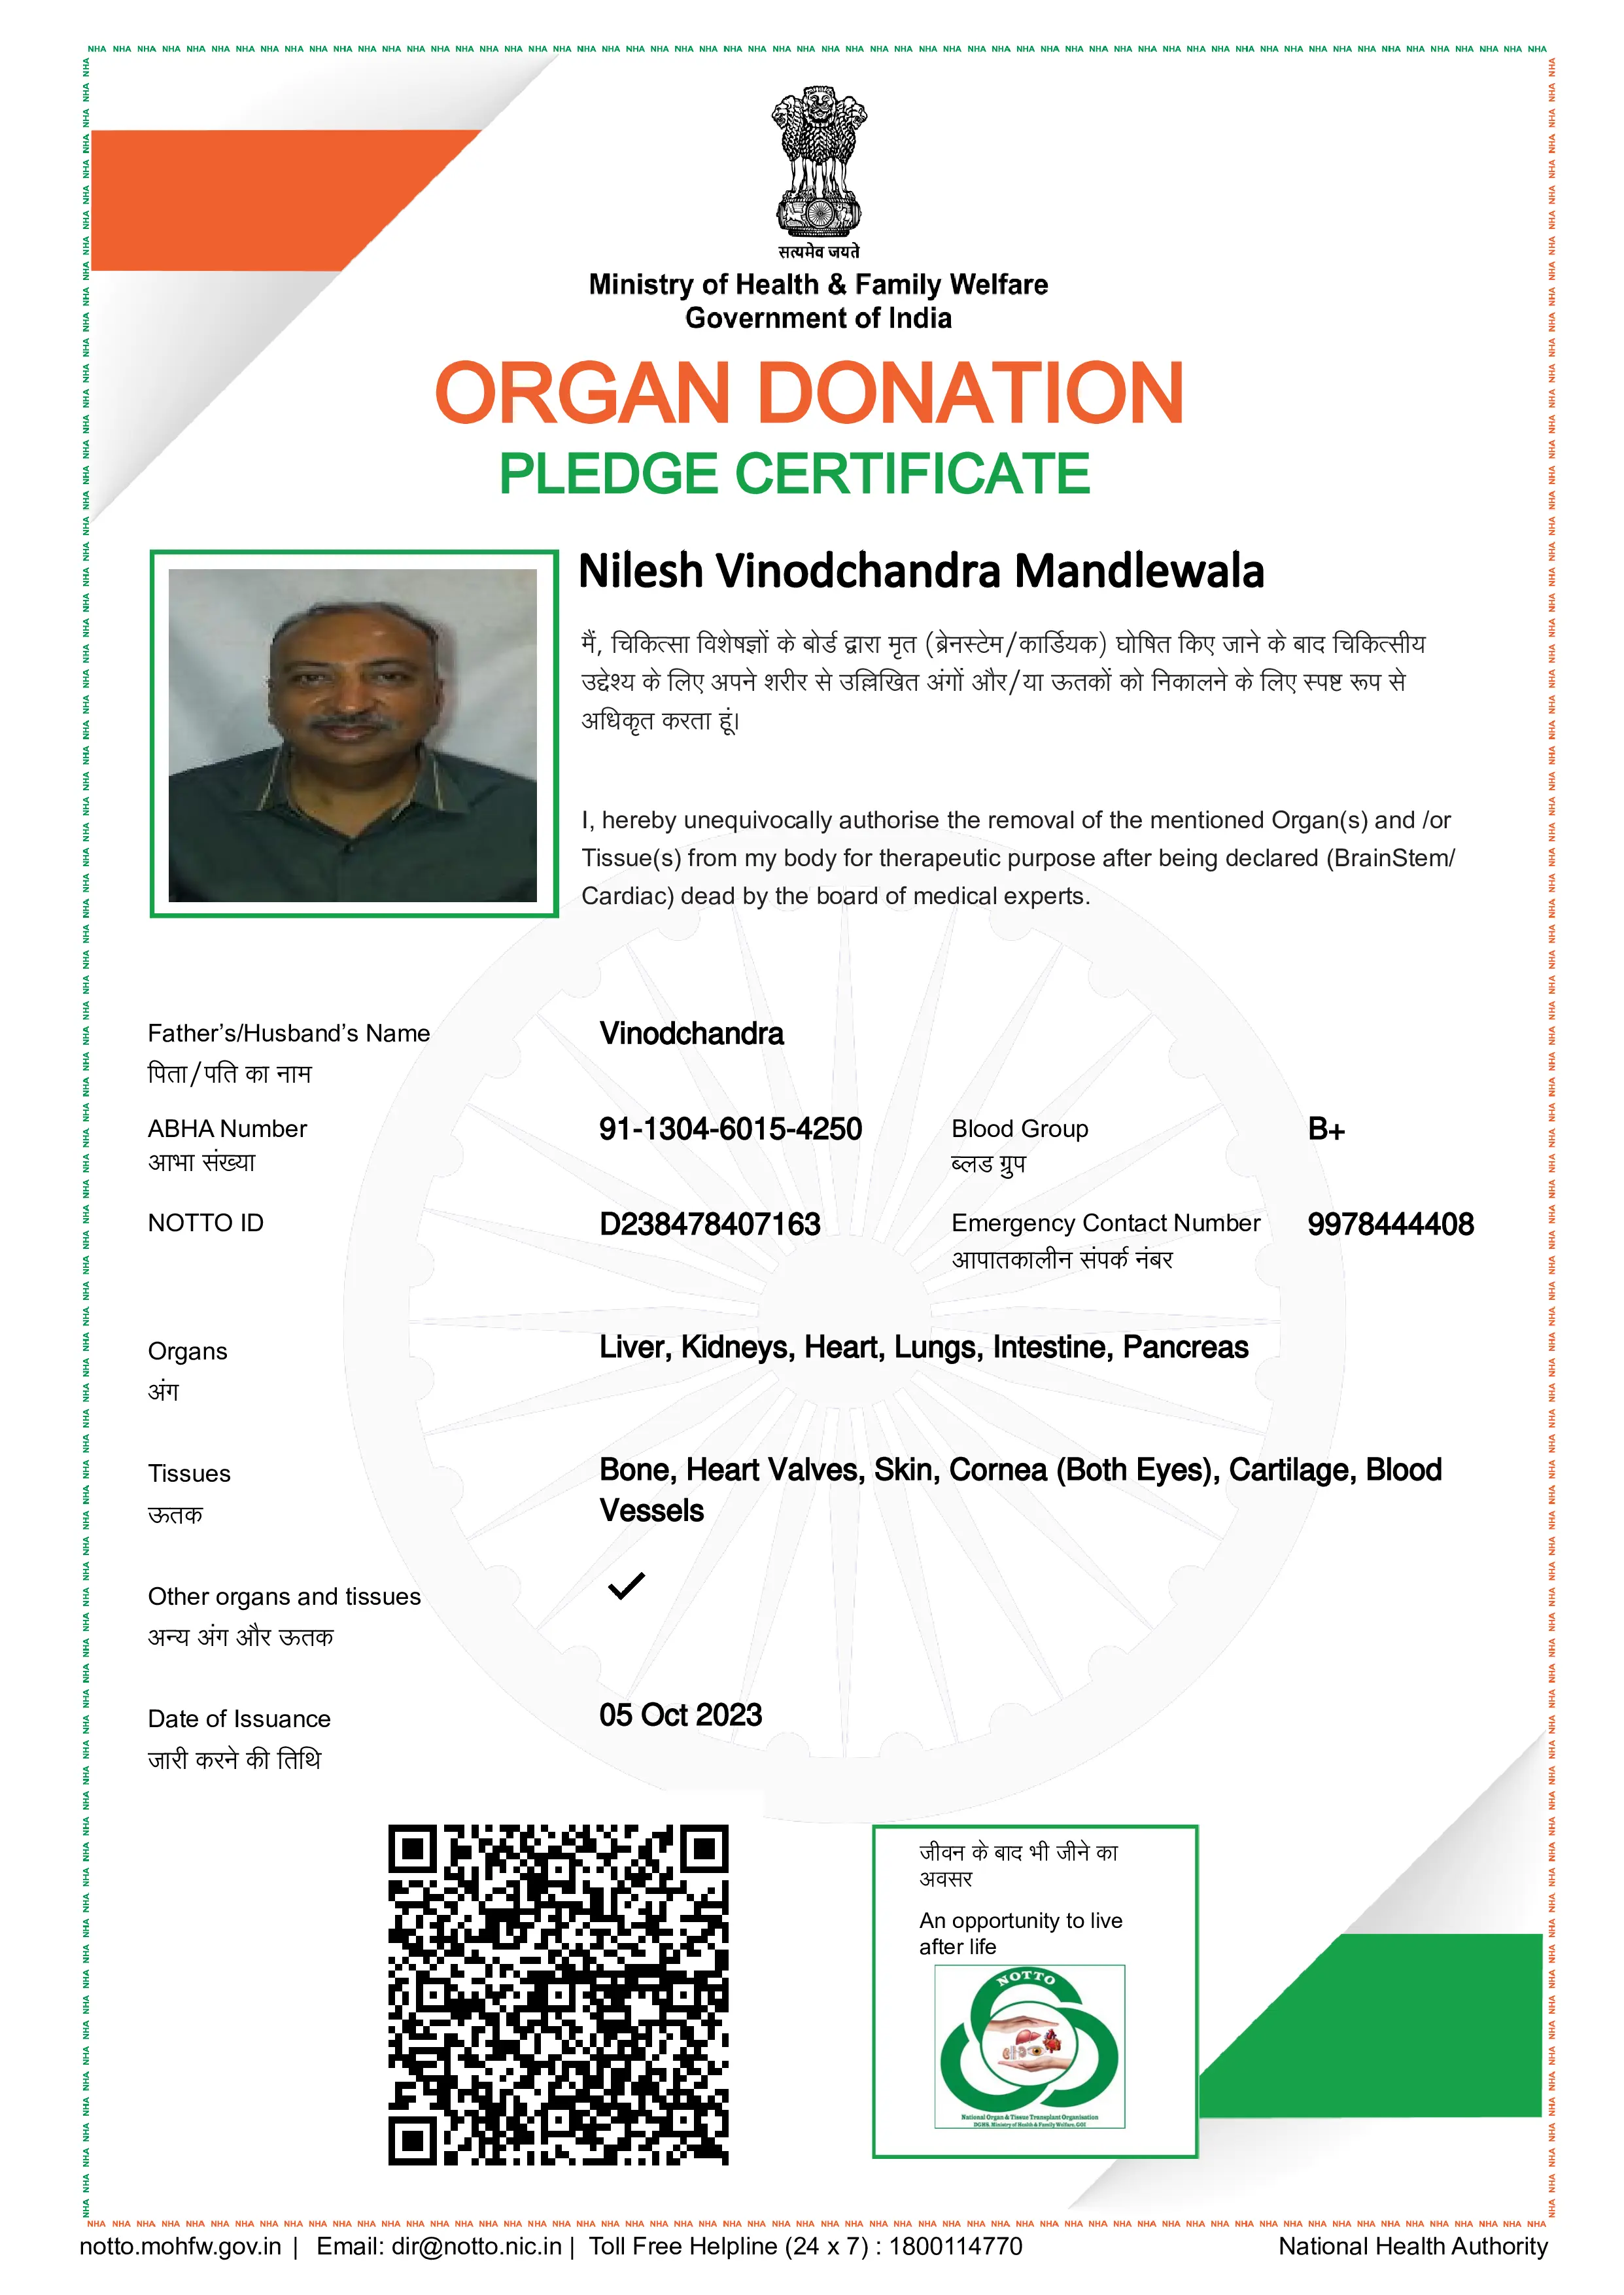 सत्यमेव जयते
Ministry of Health & Family Welfare
Government of India
ORGAN DONATION
PLEDGE CERTIFICATE
Nilesh Vinodchandra Mandlewala
मैं, चिकित्सा विशेषज्ञों के बोर्ड द्वारा मृत (ब्रेनस्टेम/कार्डियक) घोषित किए जाने के बाद चिकित्सीय
उद्देश्य के लिए अपने शरीर से उल्लिखित अंगों और/या ऊतकों को निकालने के लिए स्पष्ट रूप से
अधिकृत करता हूं।
I, hereby unequivocally authorise the removal of the mentioned Organ(s) and /or
Tissue(s) from my body for therapeutic purpose after being declared (BrainStem/
Cardiac) dead by the board of medical experts.
Father’s/Husband’s Name Vinodchandra
पिता/पति का नाम
ABHA Number 91-1304-6015-4250 Blood Group B+
आभा संख्या ब्लड ग्रुप
NOTTO ID D238478407163 Emergency Contact Number 9978444408
आपातकालीन संपर्क नंबर
Organs Liver, Kidneys, Heart, Lungs, Intestine, Pancreas
अंग
Tissues Bone, Heart Valves, Skin, Cornea (Both Eyes), Cartilage, Blood
Vessels
ऊतक
Other organs and tissues ✓
अन्य अंग और ऊतक
Date of Issuance 05 Oct 2023
जारी करने की तिथि
जीवन के बाद भी जीने का
अवसर
An opportunity to live
after life
NOTTO
National Organ & Tissue Transplant Organisation
DGHS, Ministry of Health & Family Welfare, GOI
notto.mohfw.gov.in | Email: dir@notto.nic.in | Toll Free Helpline (24 x 7) : 1800114770 National Health Authority